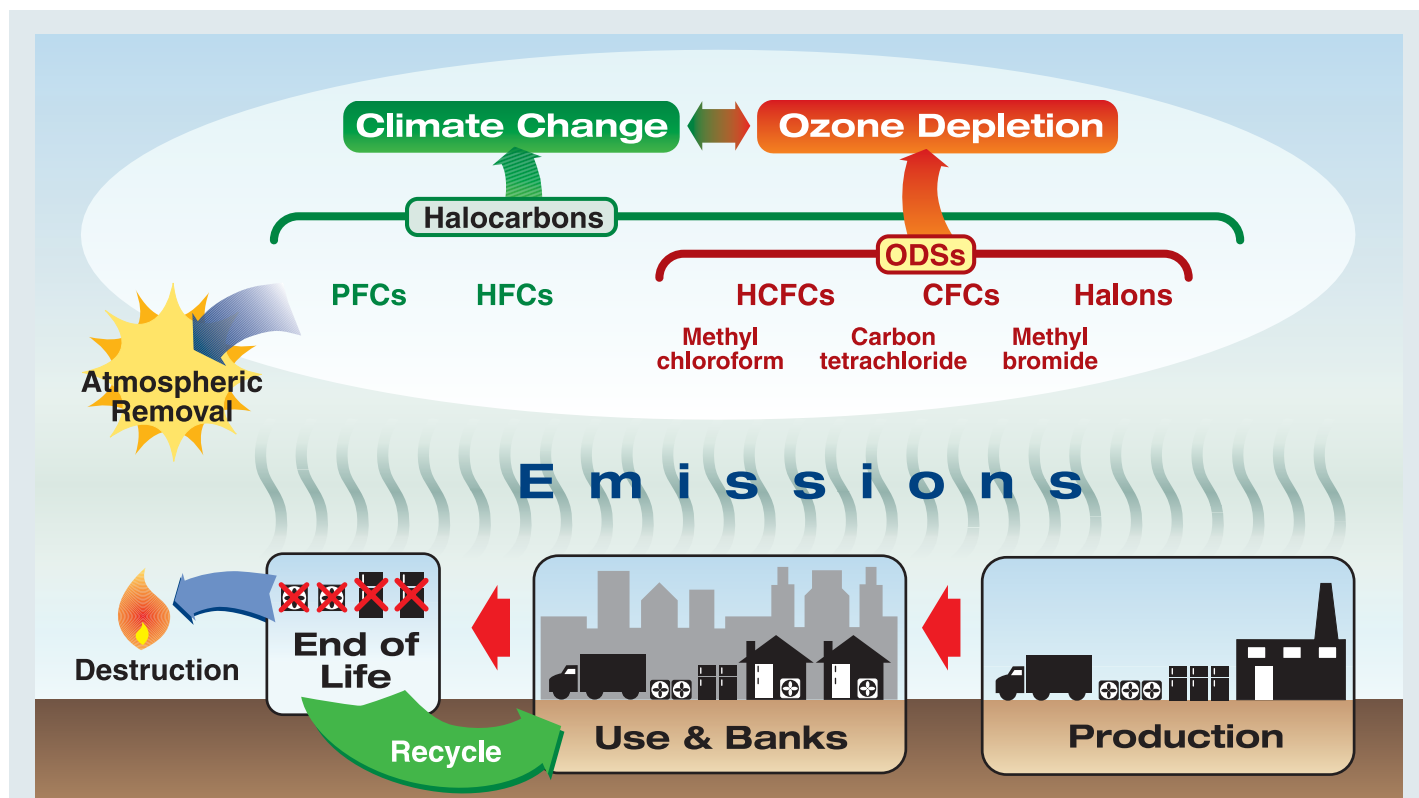 Climate Change
Ozone Depletion
Halocarbons
ODSs
PFCs
HFCs
HCFCs
CFCs
Halons
Methyl
chloroform
Carbon
tetrachloride
Methyl
bromide
Atmospheric
Removal
Emissions
Destruction
End of
Life
Recycle
Use & Banks
Production